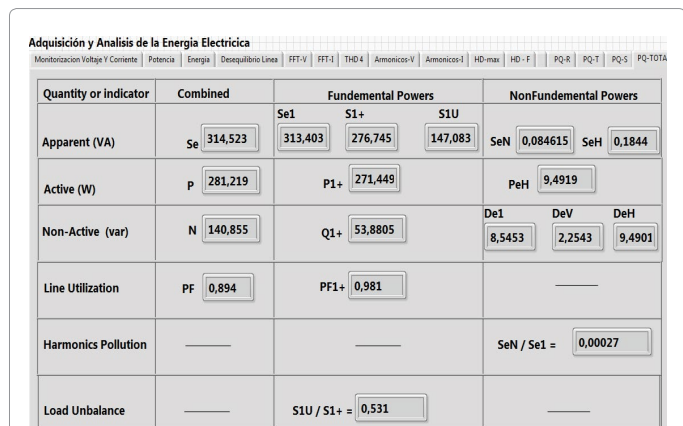 Adquisición y Analisis de la Energia Electricica
Monitorizacion Voltaje Y Corriente Potencia Energia Desequilibrio Linea FFT-V FFT-I THD 4 Armonicos-V Armonicos-I HD-max HD - F PQ-R PQ-T PQ-S PQ-TOTA
Quantity or indicator Combined Fundemental Powers NonFundemental Powers
Se1 S1+ S1U
Apparent (VA) Se 314,523 313,403 276,745 147,083 SeN 0,084615 SeH 0,1844
Active (W) P 281,219 P1+ 271,449 PeH 9,4919
De1 DeV DeH
Non-Active (var) N 140,855 Q1+ 53,8805 8,5453 2,2543 9,4901
Line Utilization PF 0,894 PF1+ 0,981
Harmonics Pollution SeN / Se1 = 0,00027
Load Unbalance S1U / S1+ = 0,531